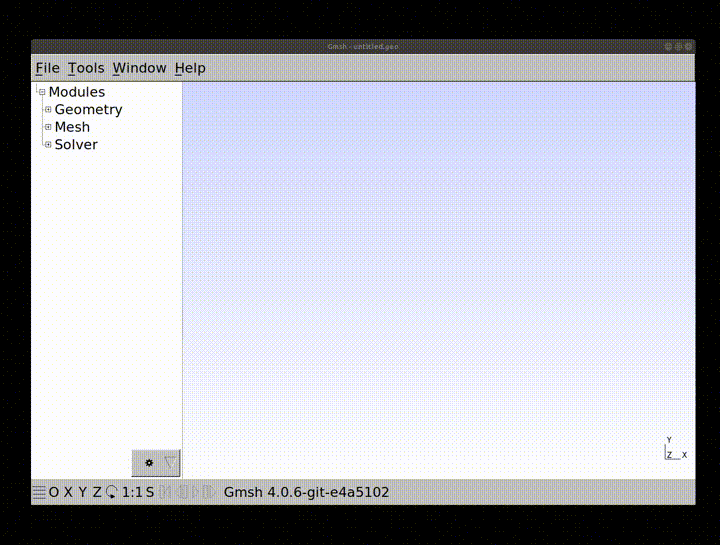 Gmsh - untitled.geo
File Tools Window Help
Modules
Geometry
Mesh
Solver
Y
Z X
O X Y Z 1:1 S Gmsh 4.0.6-git-e4a5102